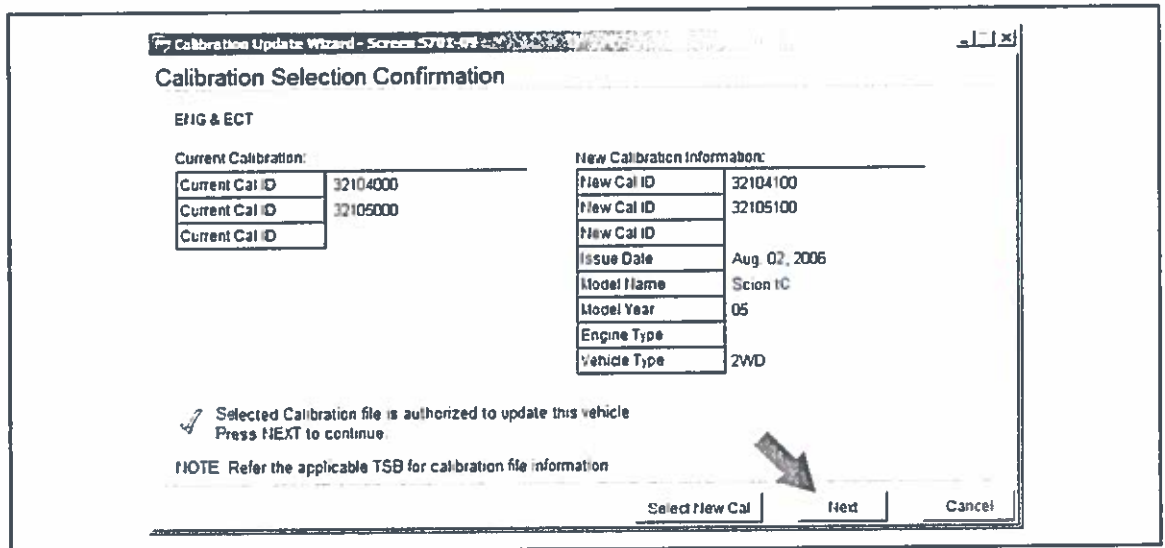 Calibration Update Wizard - Screen S701-09
Calibration Selection Confirmation
ENG & ECT
Current Calibration:
Current Cal ID 32104000
Current Cal ID 32105000
Current Cal ID
New Calibration Information:
New Cal ID 32104100
New Cal ID 32105100
New Cal ID
Issue Date Aug. 02, 2006
Model Name Scion tC
Model Year 05
Engine Type
Vehicle Type 2WD
Selected Calibration file is authorized to update this vehicle
Press NEXT to continue.
NOTE Refer the applicable TSB for calibration file information
Select New Cal Next Cancel